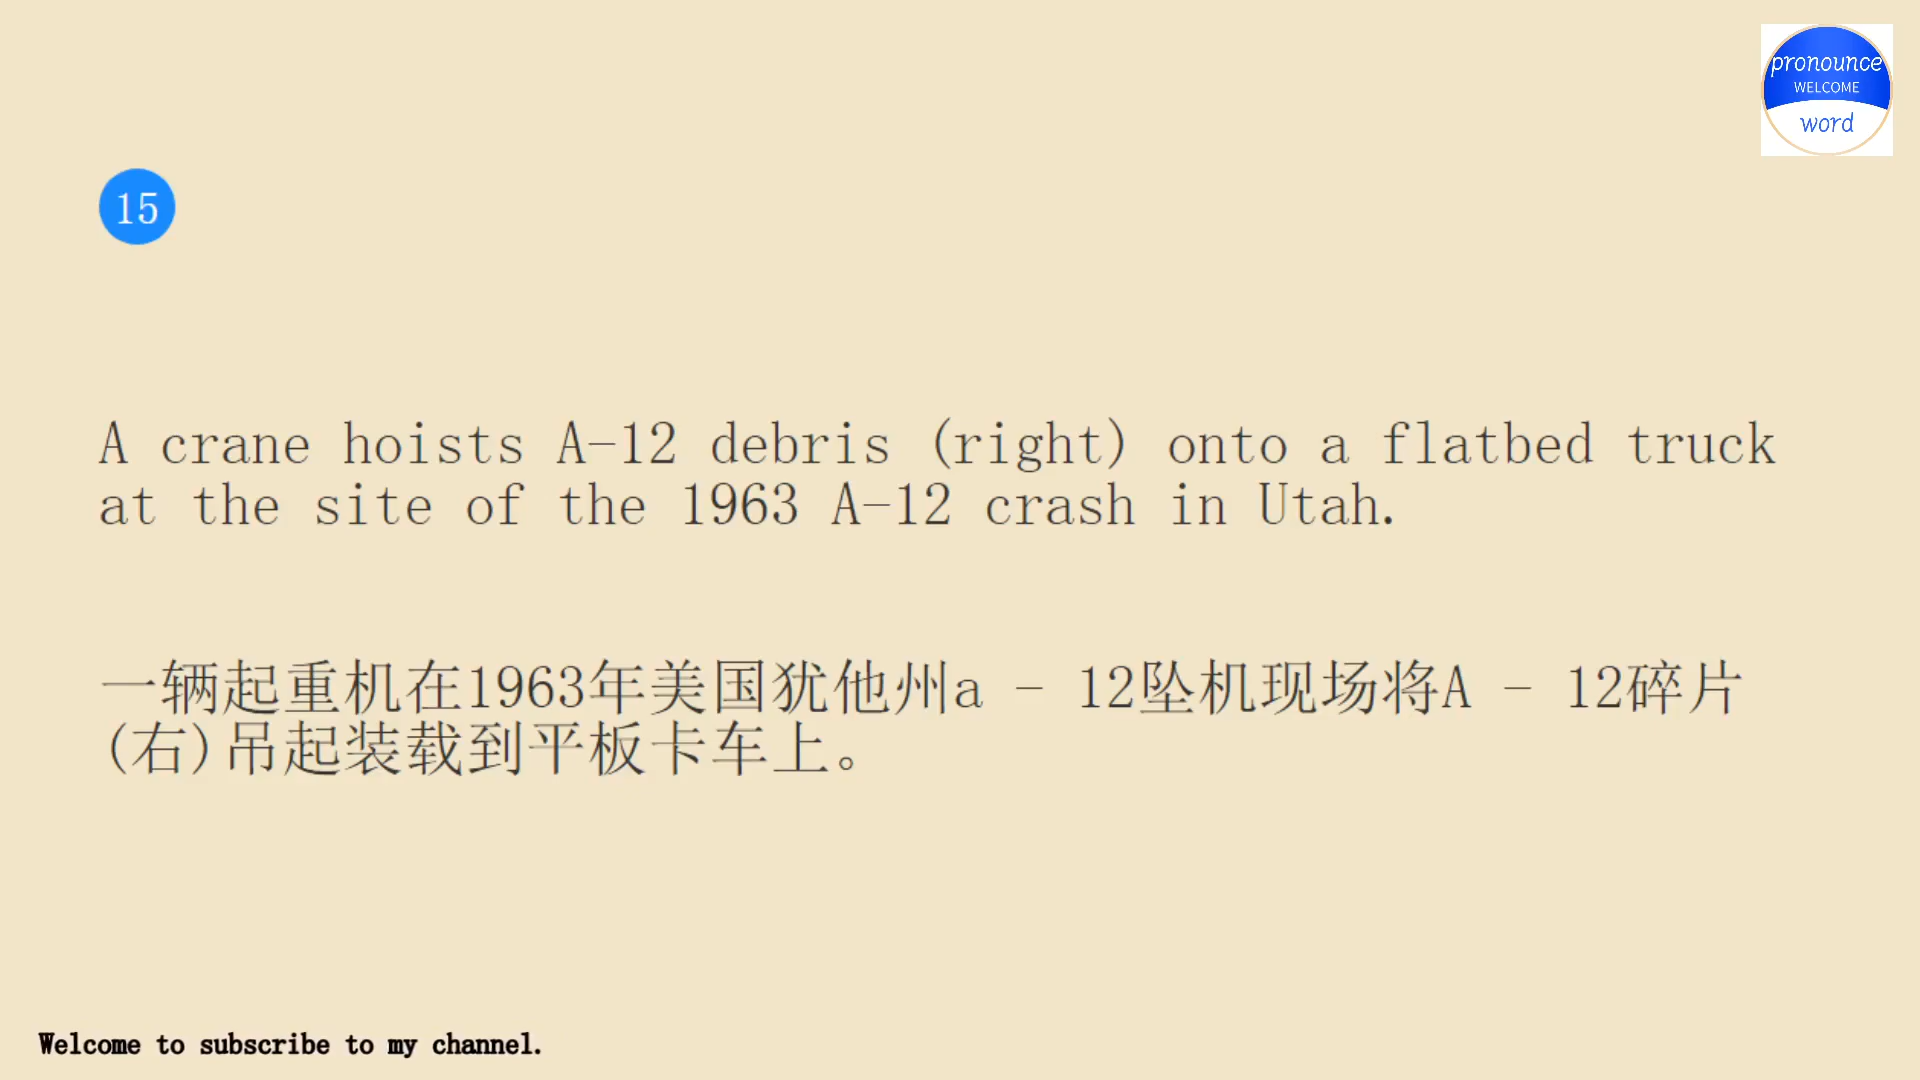 pronounce
WELCOME
word
15
A crane hoists A-12 debris (right) onto a flatbed truck
at the site of the 1963 A-12 crash in Utah.
一辆起重机在1963年美国犹他州a - 12坠机现场将A - 12碎片
(右)吊起装载到平板卡车上。
Welcome to subscribe to my channel.